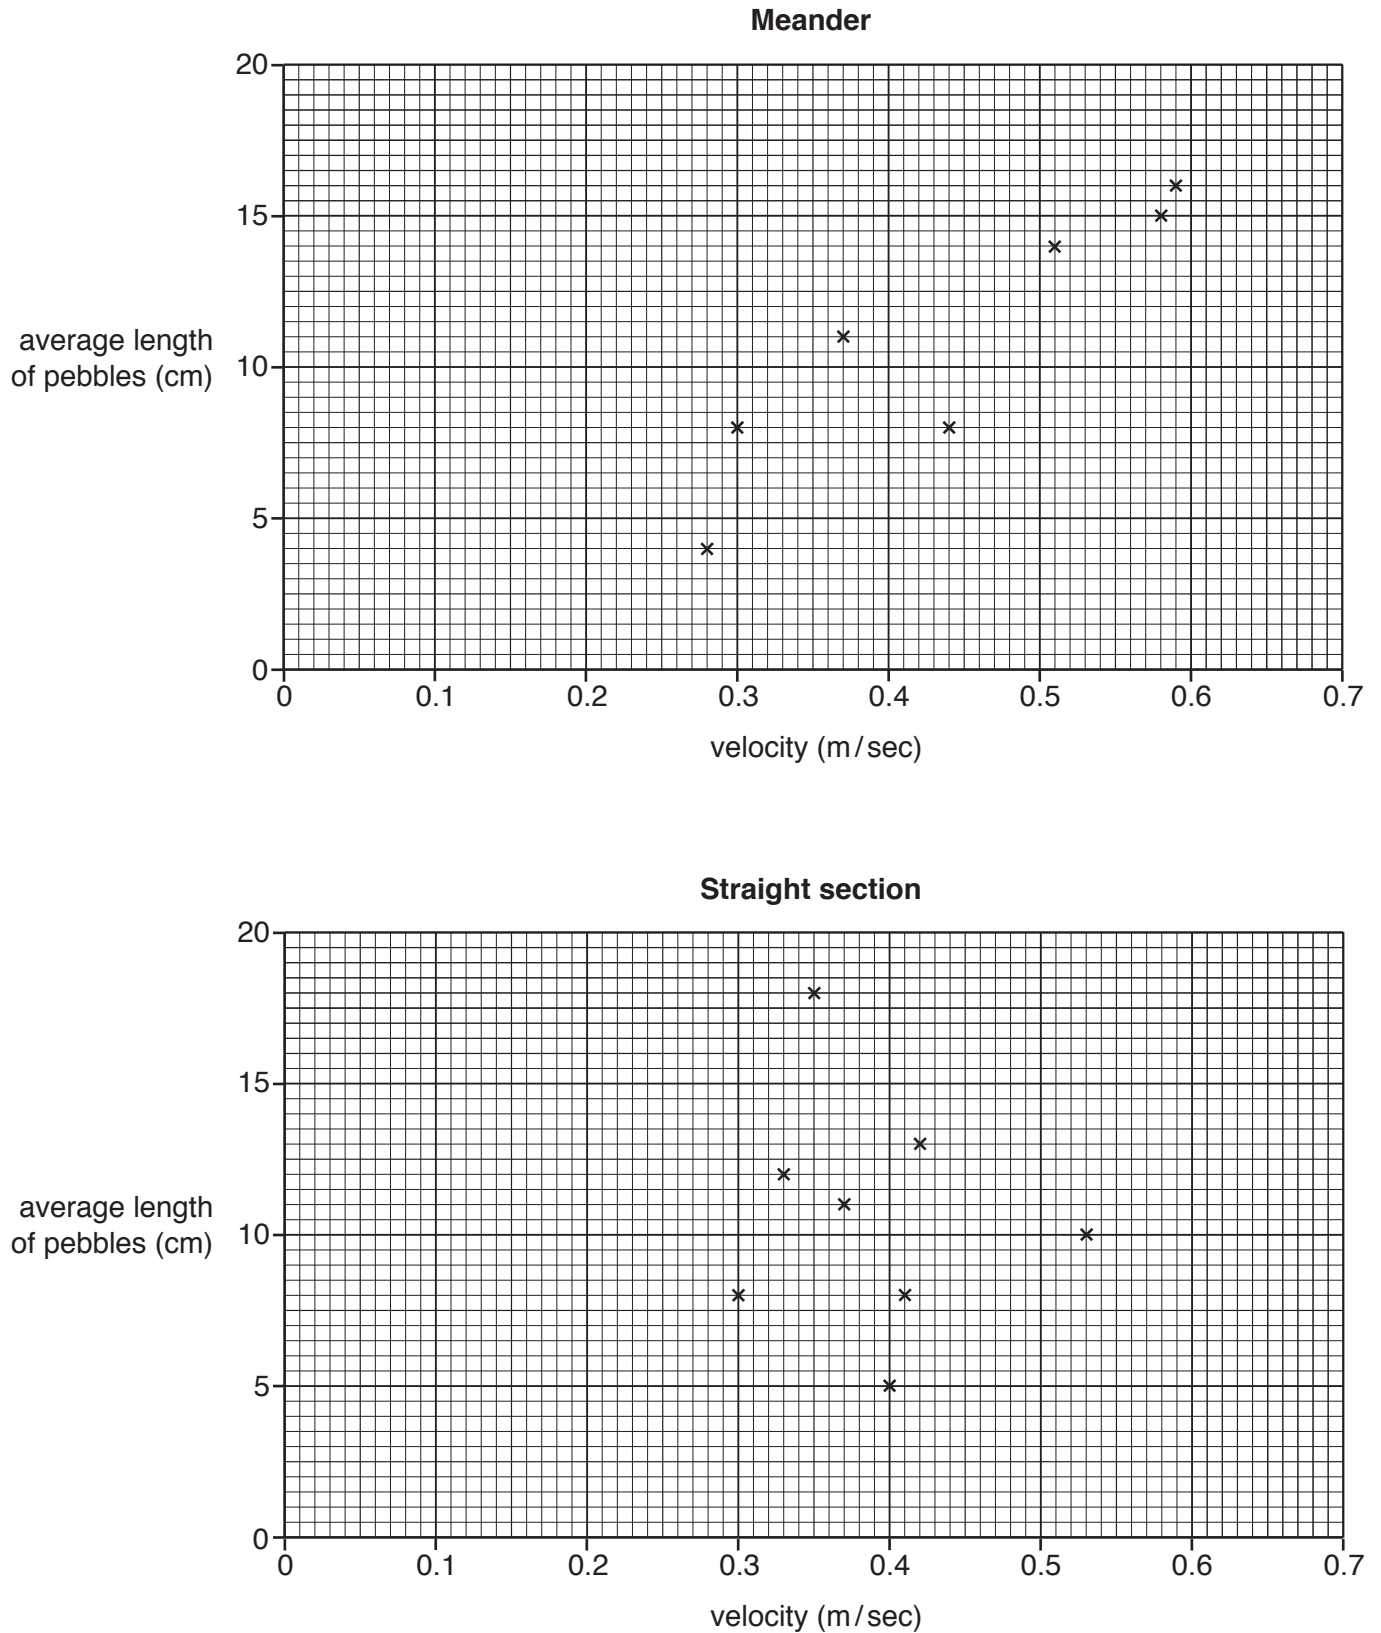 Meander
20
15
average length
of pebbles (cm)
10
5
0
0 0.1 0.2 0.3 0.4 0.5 0.6 0.7
velocity (m/sec)
Straight section
20
15
average length
of pebbles (cm)
10
5
0
0 0.1 0.2 0.3 0.4 0.5 0.6 0.7
velocity (m/sec)